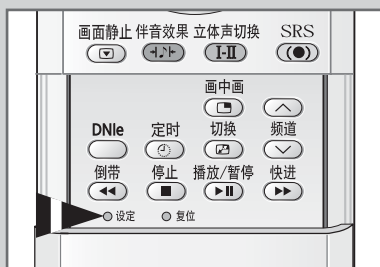 画面静止 伴音效果 立体声切换 SRS
I-II
画中画
DNIe 定时 切换 频道
倒带 停止 播放/暂停 快进
设定 复位